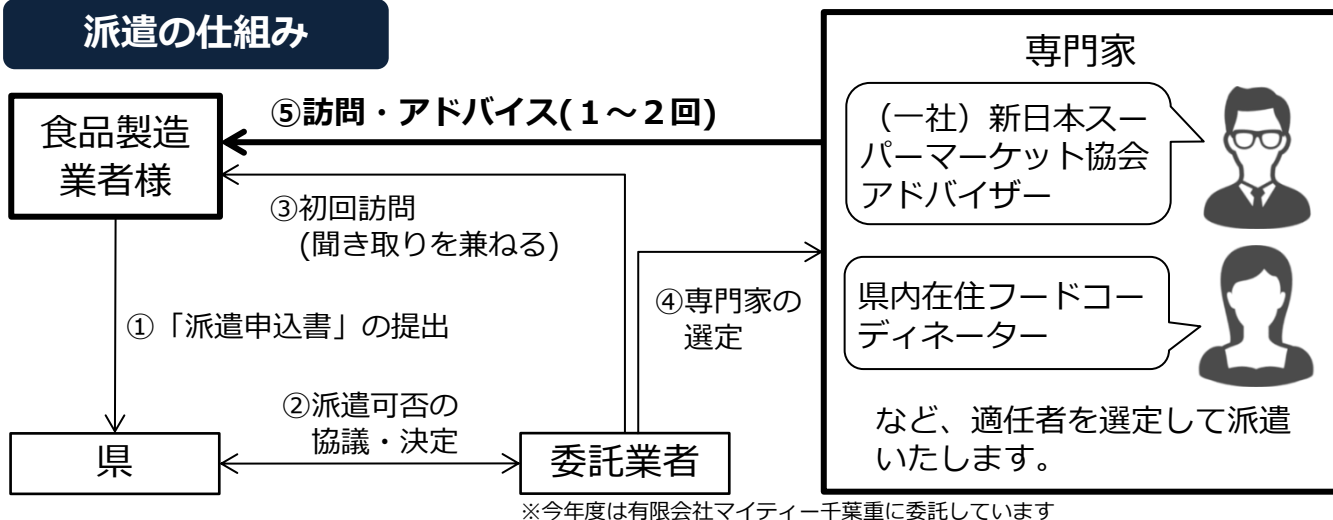 派遣の仕組み
専門家
食品製造
業者様
⑤訪問・アドバイス(１～２回)
（一社）新日本スー
パーマーケット協会
アドバイザー
③初回訪問
(聞き取りを兼ねる)
④専門家の
選定
県内在住フードコー
ディネーター
①「派遣申込書」の提出
②派遣可否の
協議・決定
など、適任者を選定して派遣
いたします。
県
委託業者
※今年度は有限会社マイティー千葉重に委託しています